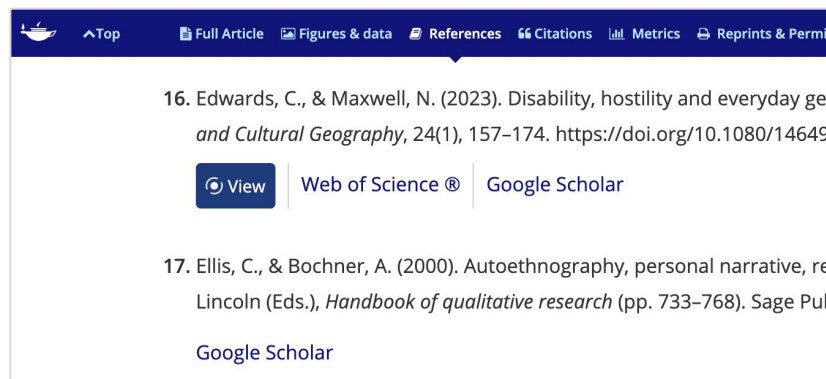 Top Full Article Figures & data References Citations Metrics Reprints & Permi
16. Edwards, C., & Maxwell, N. (2023). Disability, hostility and everyday ge
and Cultural Geography, 24(1), 157–174. https://doi.org/10.1080/14649
View Web of Science ® Google Scholar
17. Ellis, C., & Bochner, A. (2000). Autoethnography, personal narrative, re
Lincoln (Eds.), Handbook of qualitative research (pp. 733–768). Sage Pul
Google Scholar